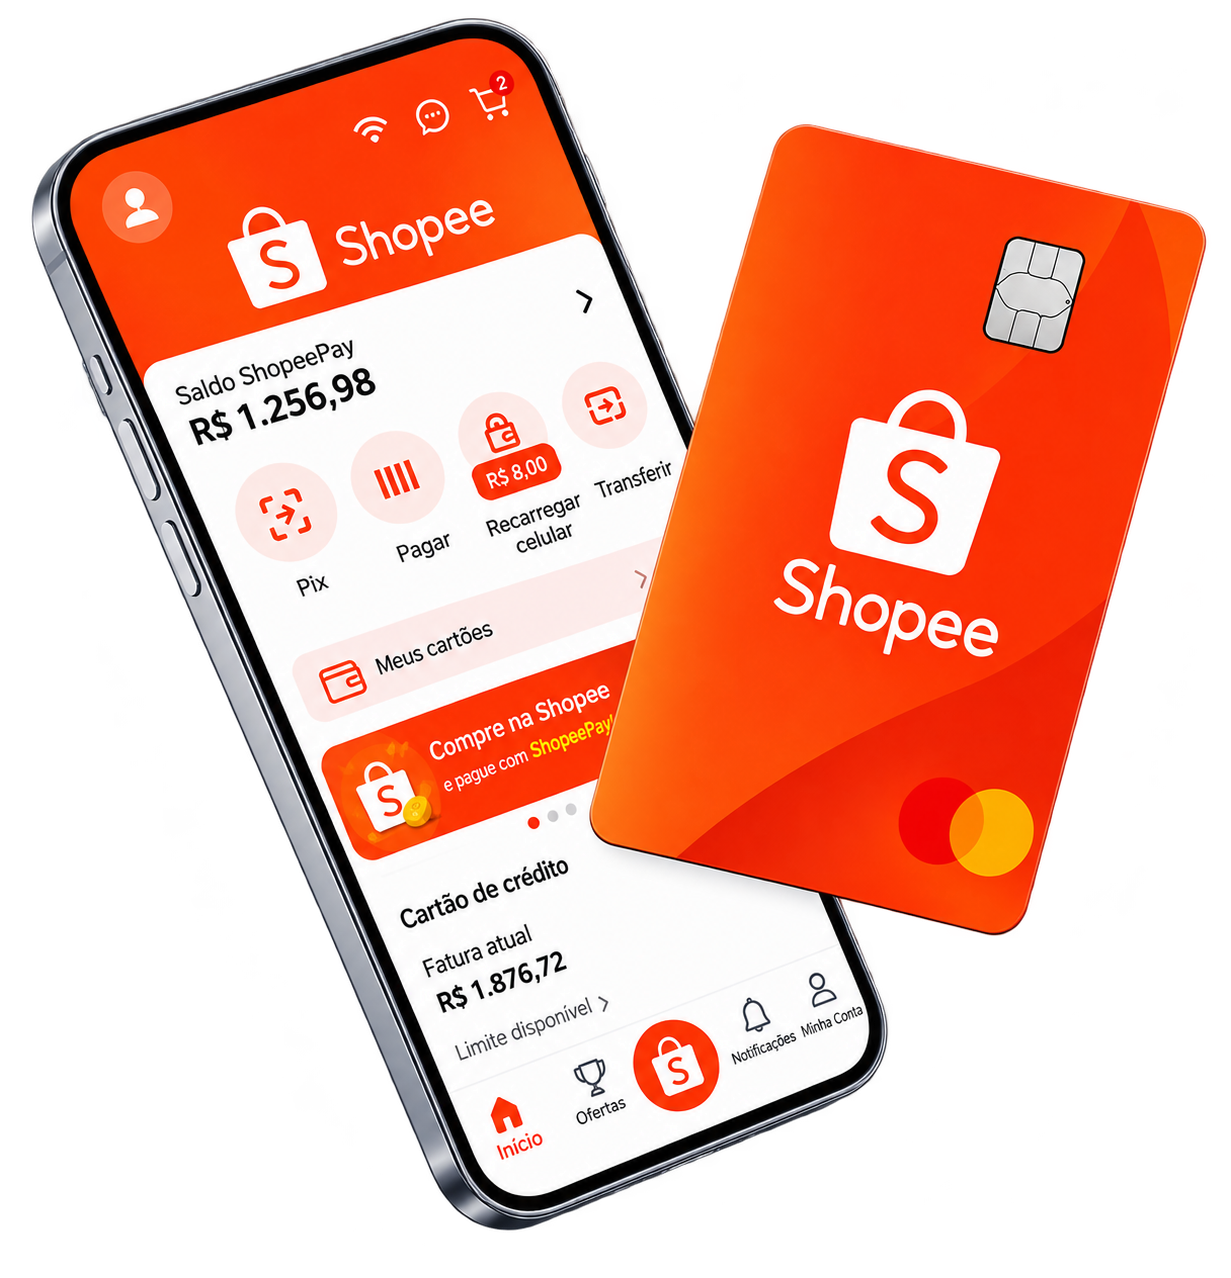 2
S
Shopee
Saldo ShopeePay
R$ 1.256,98
R$ 8,00
Pix
Pagar
Recarregar
celular
Transferir
Meus cartões
Compre na Shopee
e pague com ShopeePay!
S
Cartão de crédito
Fatura atual
R$ 1.876,72
Limite disponível
Início
Ofertas
S
Notificações
Minha Conta
S
Shopee